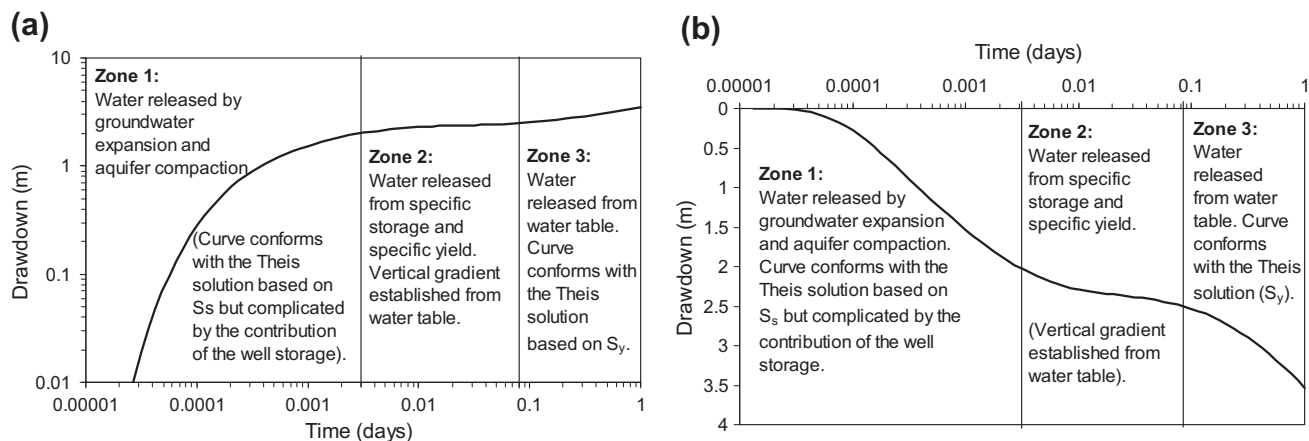 (a)
10
1
0.1
0.01
Drawdown (m)
Zone 1:
Water released by
groundwater
expansion and
aquifer compaction
(Curve conforms
with the Theis
solution based on
Ss but complicated
by the contribution
of the well storage).
Zone 2:
Water released
from specific
storage and
specific yield.
Vertical gradient
established from
water table.
Zone 3:
Water
released from
water table.
Curve
conforms with
the Theis
solution
based on Sy.
0.00001 0.0001 0.001 0.01 0.1 1
Time (days)
(b)
Time (days)
0.00001 0.0001 0.001 0.01 0.1 1
0
0.5
1
1.5
2
2.5
3
3.5
4
Drawdown (m)
Zone 1:
Water released by
groundwater expansion
and aquifer compaction.
Curve conforms with the
Theis solution based on
Ss but complicated by the
contribution of the well
storage.
Zone 2:
Water released
from specific
storage and
specific yield.
(Vertical gradient
established from
water table).
Zone 3:
Water
released
from water
table. Curve
conforms
with the Theis
solution (Sy).